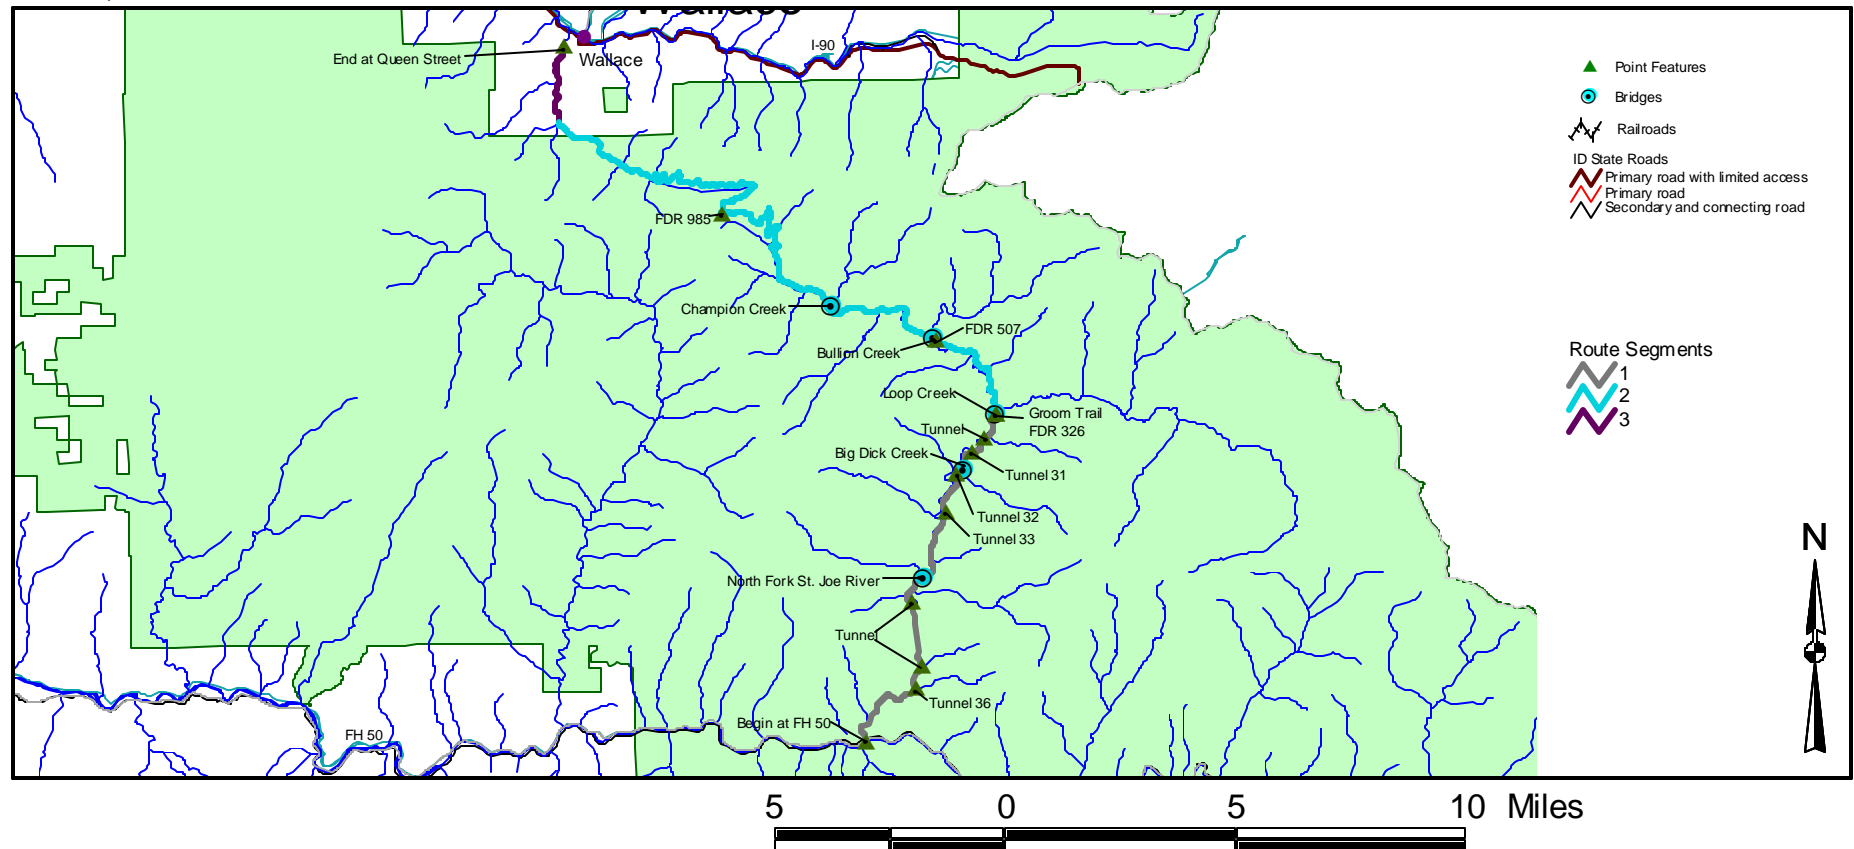 Wallace
I-90
End at Queen Street
Wallace
Point Features
Bridges
Railroads
ID State Roads
Primary road with limited access
Primary road
Secondary and connecting road
FDR 985
Champion Creek
FDR 507
Bullion Creek
Route Segments
1
2
3
Loop Creek
Groom Trail
FDR 326
Tunnel
Big Dick Creek
Tunnel 31
Tunnel 32
Tunnel 33
N
North Fork St. Joe River
Tunnel
Tunnel 36
Begin at FH 50
FH 50
5 0 5 10 Miles